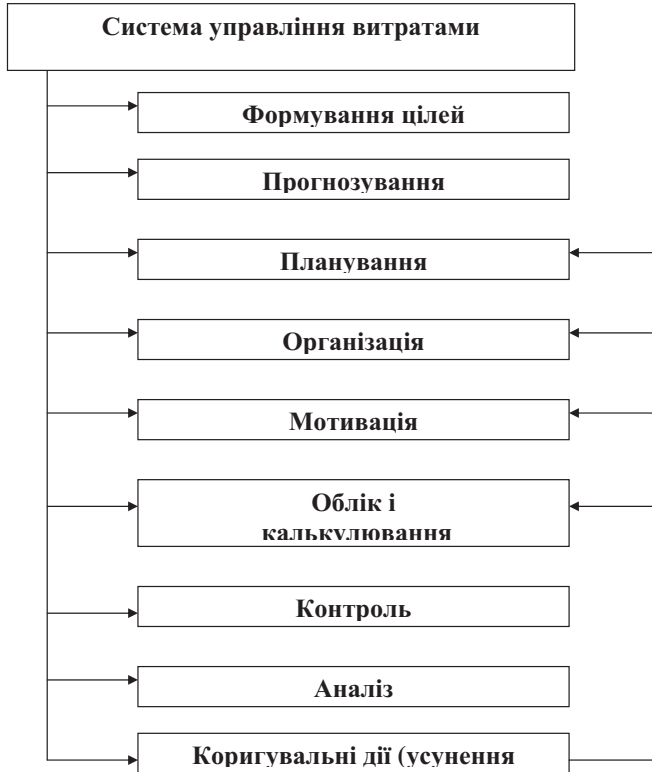 Система управління витратами
Формування цілей
Прогнозування
Планування
Організація
Мотивація
Облік і
калькулювання
Контроль
Аналіз
Коригувальні дії (усунення